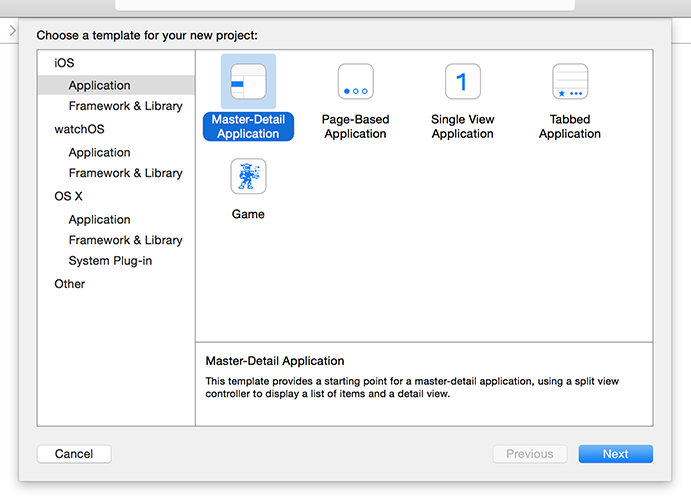 Choose a template for your new project:
iOS
Application
Framework & Library
watchOS
Application
Framework & Library
OS X
Application
Framework & Library
System Plug-in
Other
Master-Detail
Application
Page-Based
Application
1
Single View
Application
Tabbed
Application
Game
Master-Detail Application
This template provides a starting point for a master-detail application, using a split view
controller to display a list of items and a detail view.
Cancel
Previous
Next